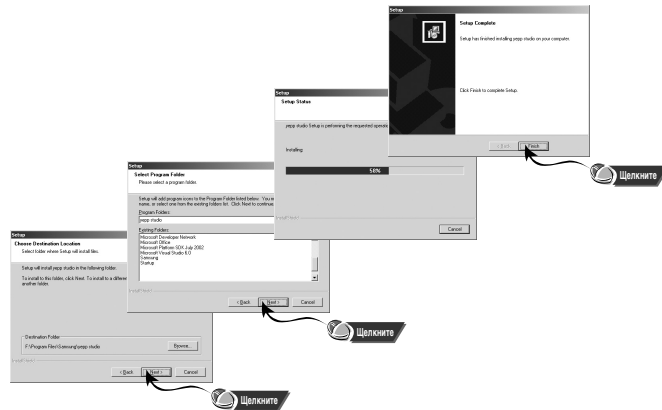 Setup
Choose Destination Location
Select folder where Setup will install files.
Setup will install yepp studio in the following folder.
To install to this folder, click Next. To install to a differe
another folder.
Destination Folder
F:\Program Files\Samsung\yepp studio
Browse...
InstallShield
< Back
Next >
Cancel
Щелкните
Setup
Select Program Folder
Please select a program folder.
Setup will add program icons to the Program Folder listed below. You m
name, or select one from the existing folders list. Click Next to continue.
Program Folders:
yepp studio
Existing Folders:
Microsoft Developer Network
Microsoft Office
Microsoft Platform SDK July 2002
Microsoft Visual Studio 6.0
Samsung
Startup
InstallShield
< Back
Next >
Cancel
Щелкните
Setup
Setup Status
yepp studio Setup is performing the requested operati
Installing
58%
InstallShield
Cancel
Setup
Setup Complete
Setup has finished installing yepp studio on your computer.
Click Finish to complete Setup.
< Back
Finish
Щелкните